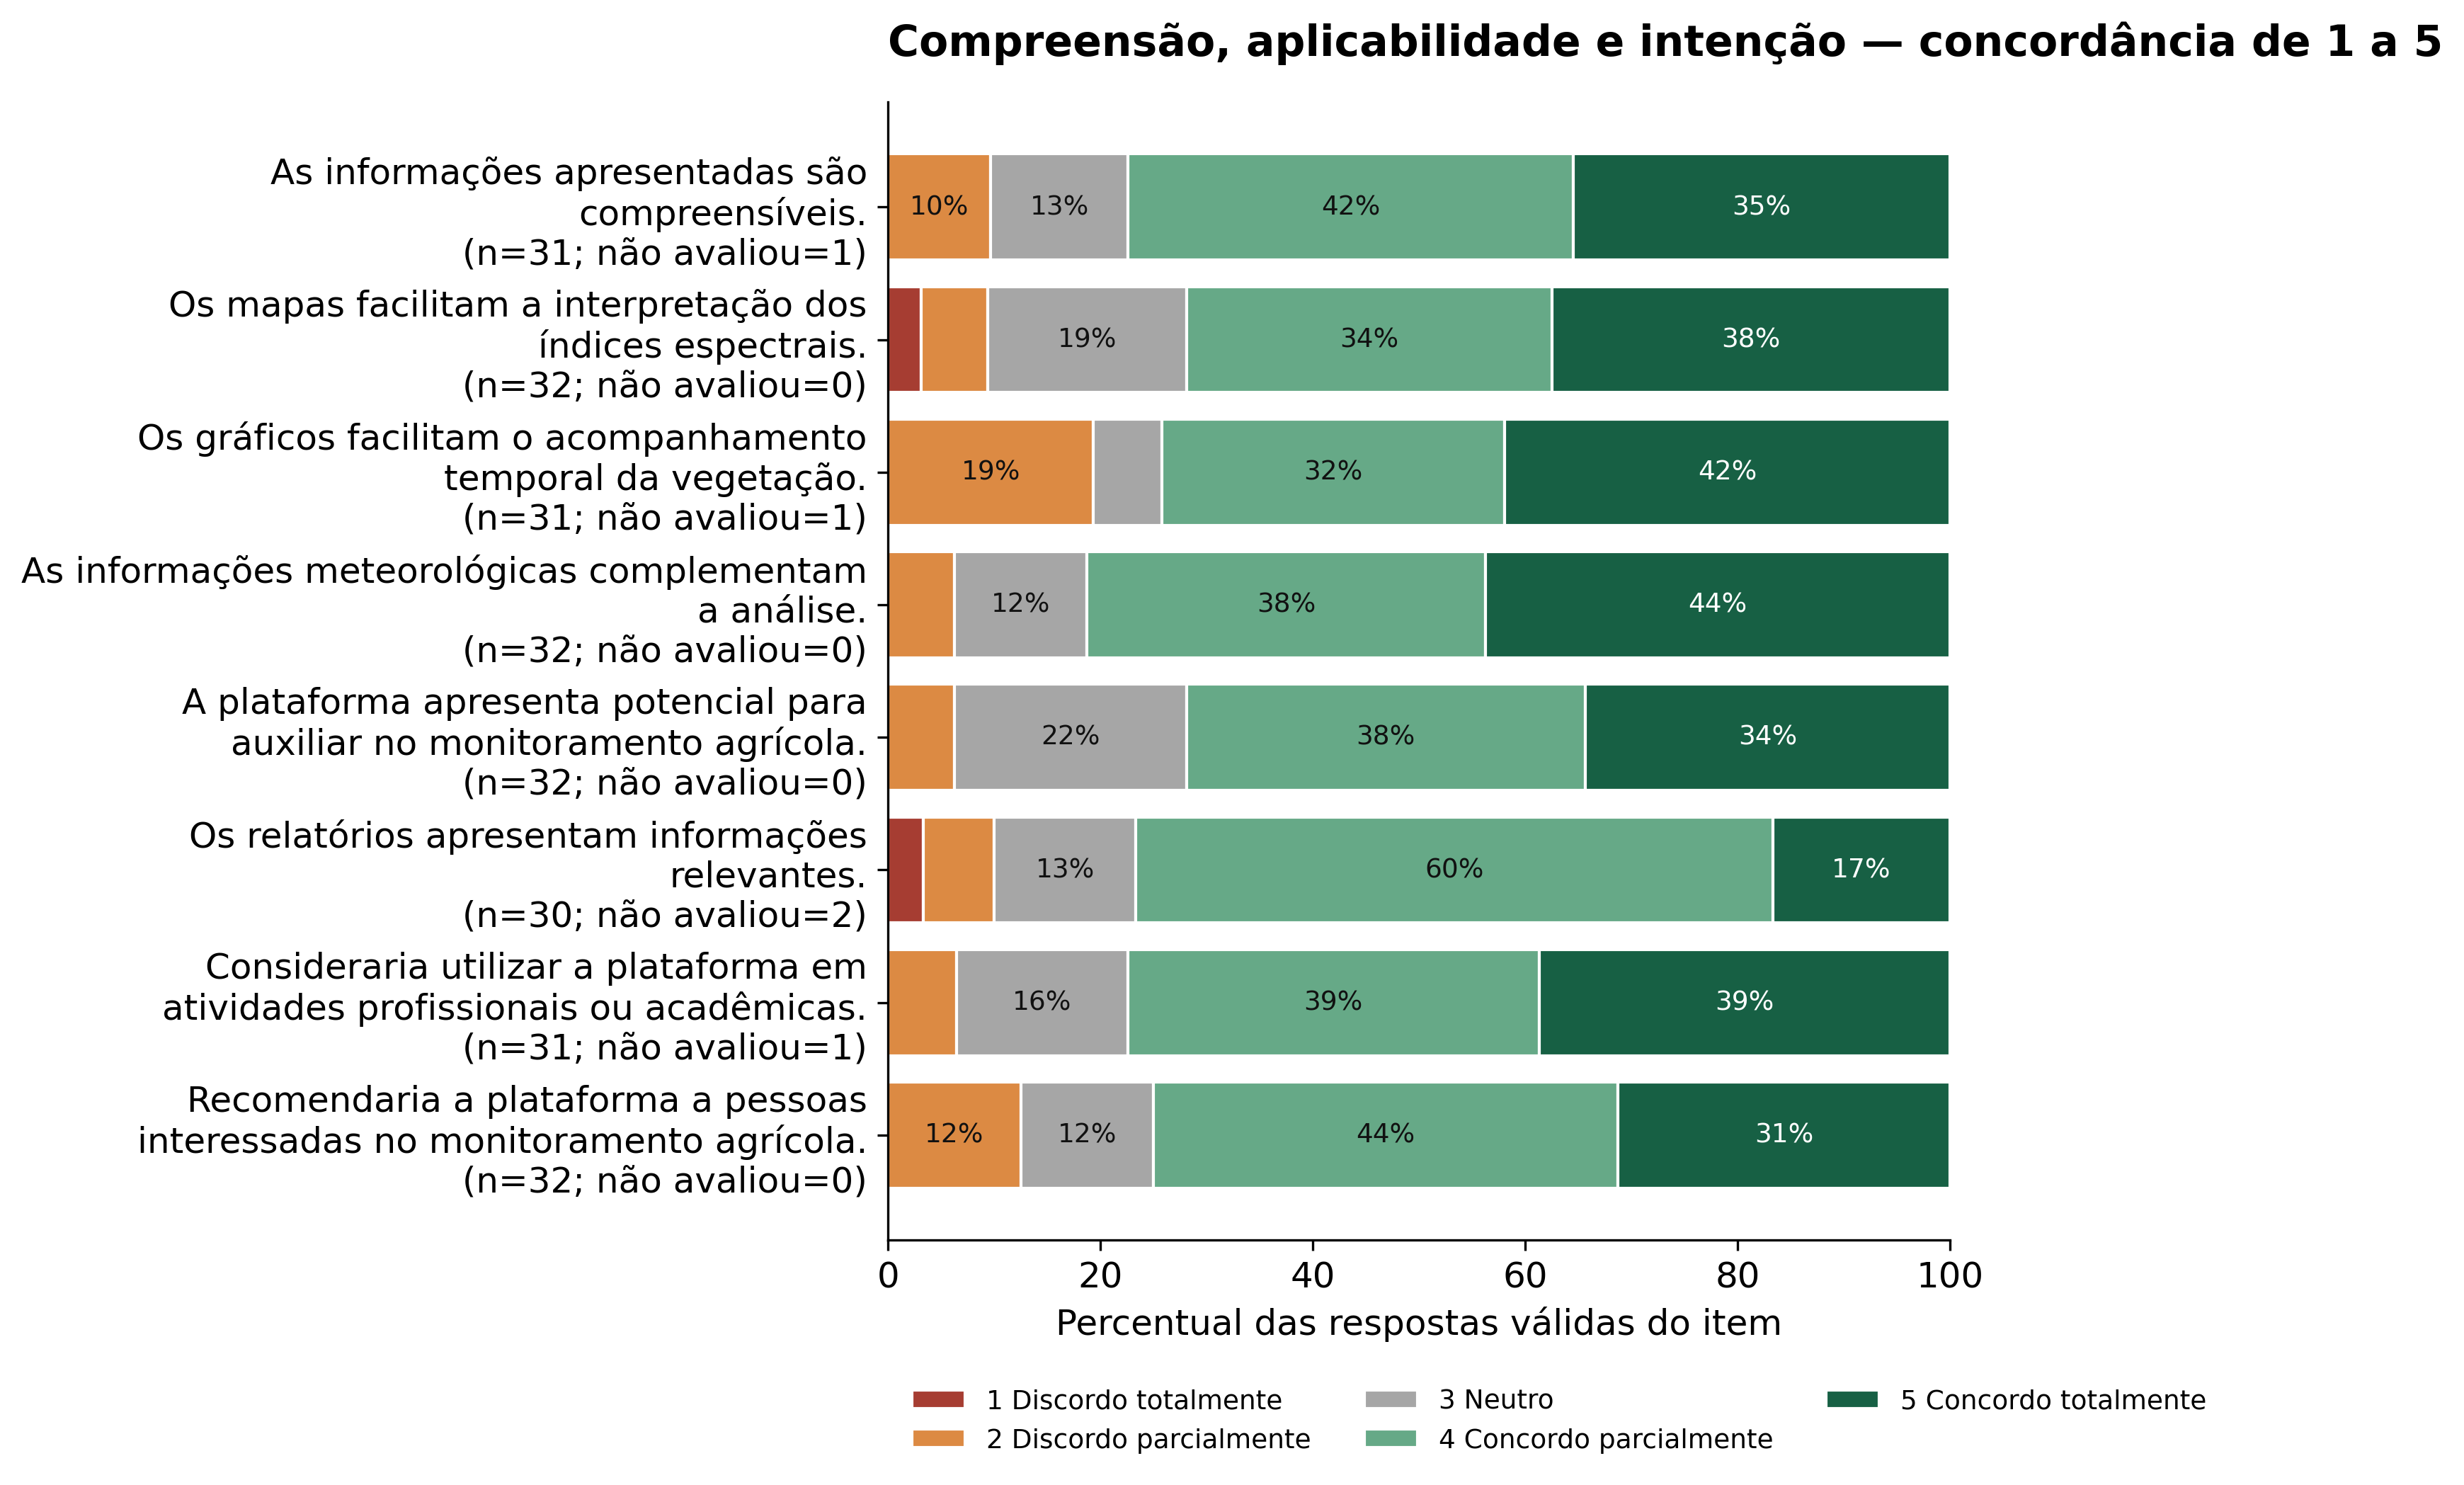 Compreensão, aplicabilidade e intenção — concordância de 1 a 5
As informações apresentadas são
compreensíveis.
(n=31; não avaliou=1)
10% 13% 42% 35%
Os mapas facilitam a interpretação dos
índices espectrais.
(n=32; não avaliou=0)
19% 34% 38%
Os gráficos facilitam o acompanhamento
temporal da vegetação.
(n=31; não avaliou=1)
19% 32% 42%
As informações meteorológicas complementam
a análise.
(n=32; não avaliou=0)
12% 38% 44%
A plataforma apresenta potencial para
auxiliar no monitoramento agrícola.
(n=32; não avaliou=0)
22% 38% 34%
Os relatórios apresentam informações
relevantes.
(n=30; não avaliou=2)
13% 60% 17%
Consideraria utilizar a plataforma em
atividades profissionais ou acadêmicas.
(n=31; não avaliou=1)
16% 39% 39%
Recomendaria a plataforma a pessoas
interessadas no monitoramento agrícola.
(n=32; não avaliou=0)
12% 12% 44% 31%
0 20 40 60 80 100
Percentual das respostas válidas do item
1 Discordo totalmente
2 Discordo parcialmente
3 Neutro
4 Concordo parcialmente
5 Concordo totalmente